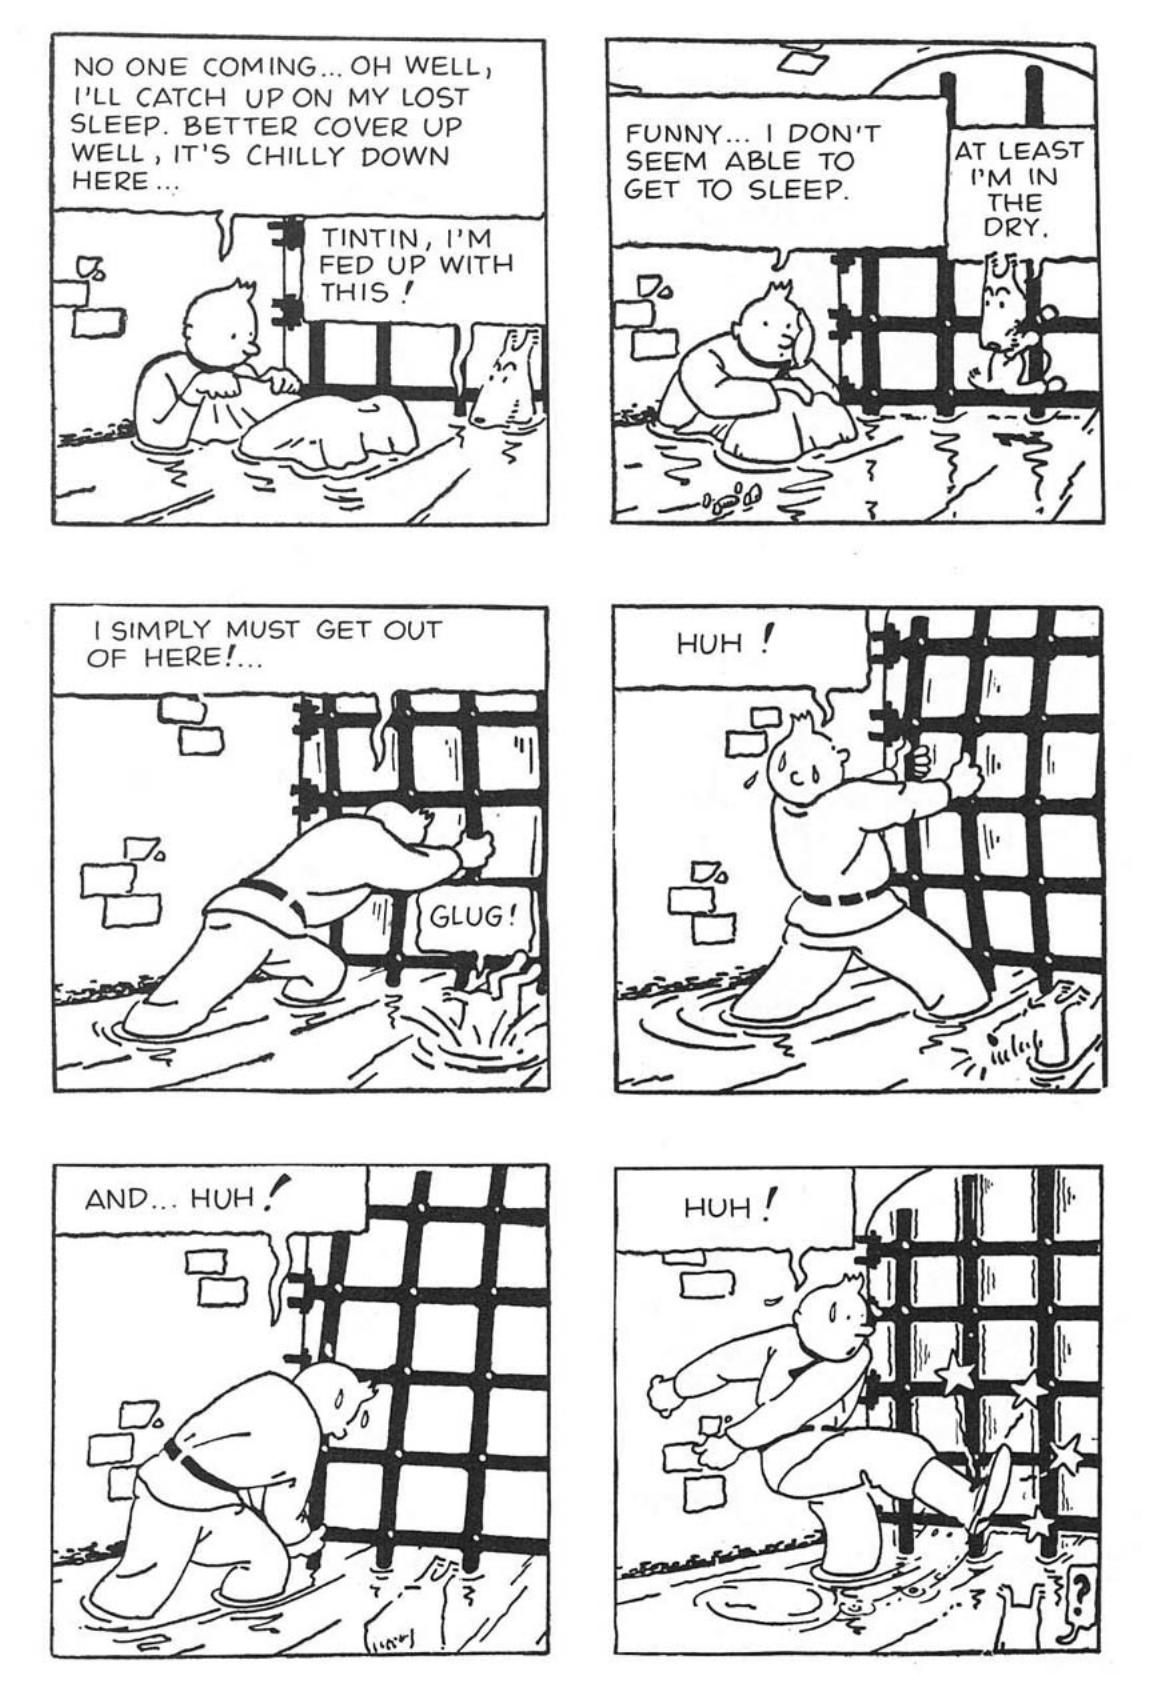 NO ONE COMING... OH WELL,
I'LL CATCH UP ON MY LOST
SLEEP. BETTER COVER UP
WELL, IT'S CHILLY DOWN
HERE...
TINTIN, I'M
FED UP WITH
THIS!
FUNNY... I DON'T
SEEM ABLE TO
GET TO SLEEP.
AT LEAST
I'M IN
THE
DRY.
I SIMPLY MUST GET OUT
OF HERE!...
GLUG!
HUH!
AND... HUH!
HUH!
?